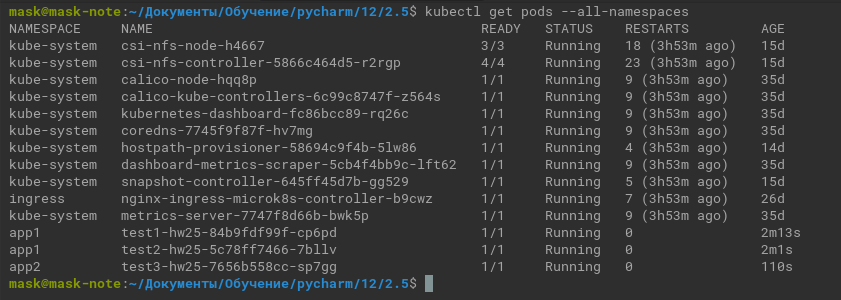 mask@mask-note:~/Документы/Обучение/pycharm/12/2.5$ kubectl get pods --all-namespaces
NAMESPACE NAME READY STATUS RESTARTS AGE
kube-system csi-nfs-node-h4667 3/3 Running 18 (3h53m ago) 15d
kube-system csi-nfs-controller-5866c464d5-r2rgp 4/4 Running 23 (3h53m ago) 15d
kube-system calico-node-hqq8p 1/1 Running 9 (3h53m ago) 35d
kube-system calico-kube-controllers-6c99c8747f-z564s 1/1 Running 9 (3h53m ago) 35d
kube-system kubernetes-dashboard-fc86bcc89-rq26c 1/1 Running 9 (3h53m ago) 35d
kube-system coredns-7745f9f87f-hv7mg 1/1 Running 9 (3h53m ago) 35d
kube-system hostpath-provisioner-58694c9f4b-5lw86 1/1 Running 4 (3h53m ago) 14d
kube-system dashboard-metrics-scraper-5cb4f4bb9c-lft62 1/1 Running 9 (3h53m ago) 35d
kube-system snapshot-controller-645ff45d7b-gg529 1/1 Running 5 (3h53m ago) 15d
ingress nginx-ingress-microk8s-controller-b9cwz 1/1 Running 7 (3h53m ago) 26d
kube-system metrics-server-7747f8d66b-bwk5p 1/1 Running 9 (3h53m ago) 35d
app1 test1-hw25-84b9fdf99f-cp6pd 1/1 Running 0 2m13s
app1 test2-hw25-5c78ff7466-7bllv 1/1 Running 0 2m1s
app2 test3-hw25-7656b558cc-sp7gg 1/1 Running 0 110s
mask@mask-note:~/Документы/Обучение/pycharm/12/2.5$